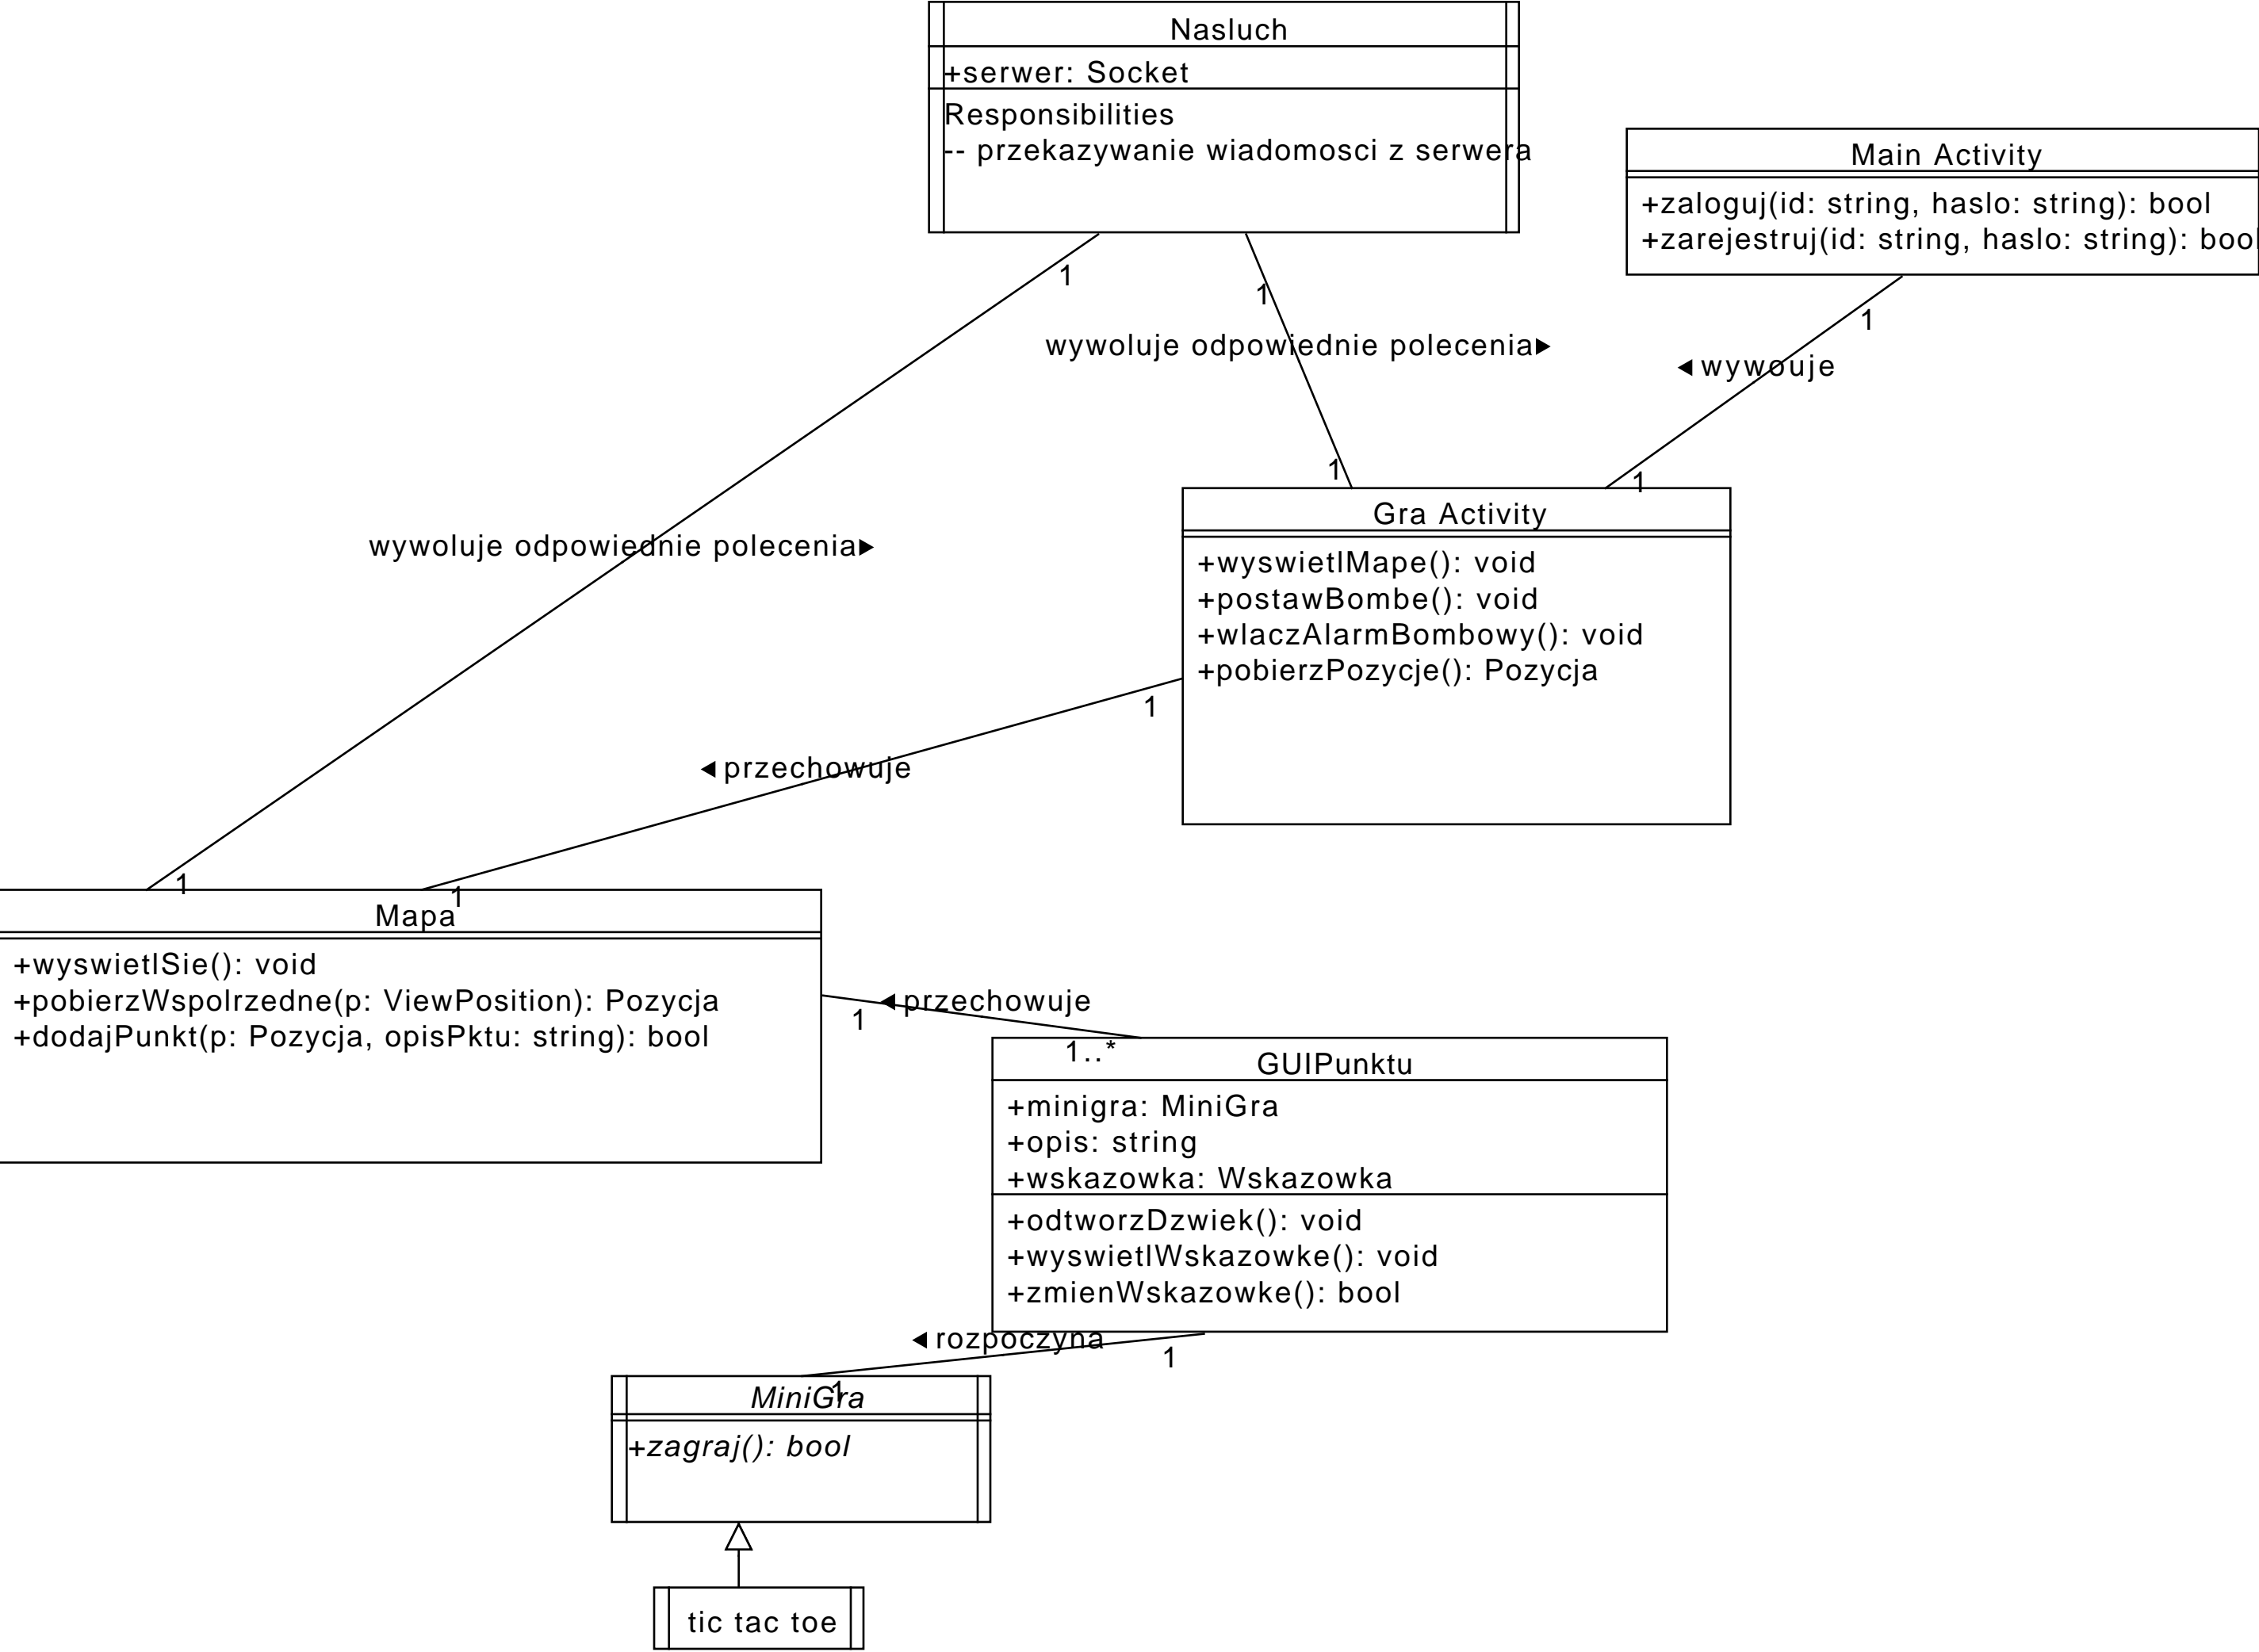 Nasluch
+serwer: Socket
Responsibilities
-- przekazywanie wiadomosci z serwera
Main Activity
+zaloguj(id: string, haslo: string): bool
+zarejestruj(id: string, haslo: string): bool
1
1
1
wywoluje odpowiednie polecenia
wywouje
1
1
Gra Activity
+wyswietlMape(): void
+postawBombe(): void
+wlaczAlarmBombowy(): void
+pobierzPozycje(): Pozycja
wywoluje odpowiednie polecenia
1
przechowuje
1
1
Mapa
+wyswietlSie(): void
+pobierzWspolrzedne(p: ViewPosition): Pozycja
+dodajPunkt(p: Pozycja, opisPktu: string): bool
przechowuje
1
1..*
GUIPunktu
+minigra: MiniGra
+opis: string
+wskazowka: Wskazowka
+odtworzDzwiek(): void
+wyswietlWskazowke(): void
+zmienWskazowke(): bool
rozpoczyna
1
1
MiniGra
+zagraj(): bool
tic tac toe